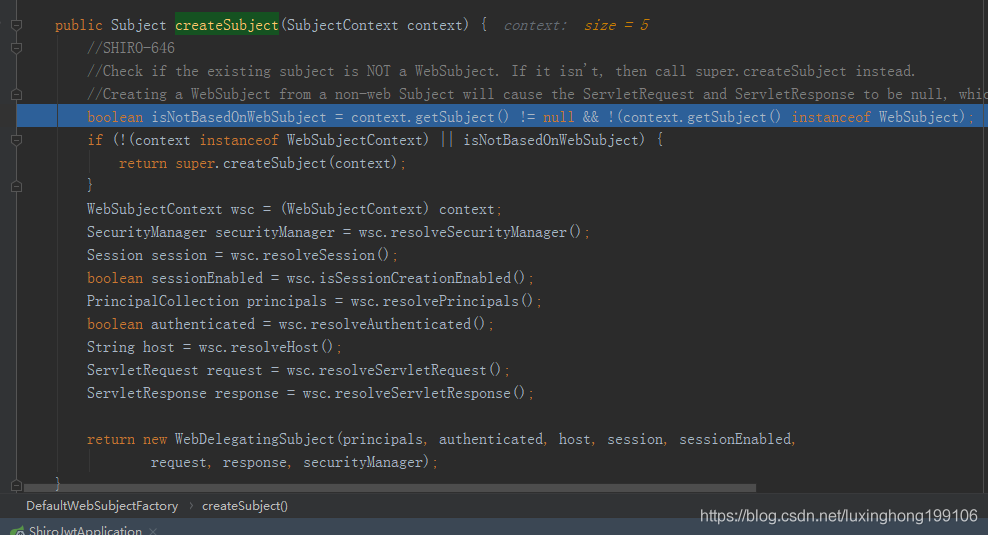 public Subject createSubject(SubjectContext context) { context: size = 5
//SHIRO-646
//Check if the existing subject is NOT a WebSubject. If it isn't, then call super.createSubject instead.
//Creating a WebSubject from a non-web Subject will cause the ServletRequest and ServletResponse to be null, whic
boolean isNotBasedOnWebSubject = context.getSubject() != null && !(context.getSubject() instanceof WebSubject);
if (!(context instanceof WebSubjectContext) || isNotBasedOnWebSubject) {
return super.createSubject(context);
}
WebSubjectContext wsc = (WebSubjectContext) context;
SecurityManager securityManager = wsc.resolveSecurityManager();
Session session = wsc.resolveSession();
boolean sessionEnabled = wsc.isSessionCreationEnabled();
PrincipalCollection principals = wsc.resolvePrincipals();
boolean authenticated = wsc.resolveAuthenticated();
String host = wsc.resolveHost();
ServletRequest request = wsc.resolveServletRequest();
ServletResponse response = wsc.resolveServletResponse();
return new WebDelegatingSubject(principals, authenticated, host, session, sessionEnabled,
request, response, securityManager);
}
DefaultWebSubjectFactory › createSubject()
https://blog.csdn.net/luxinghong199106
ShiroJwtApplication ×